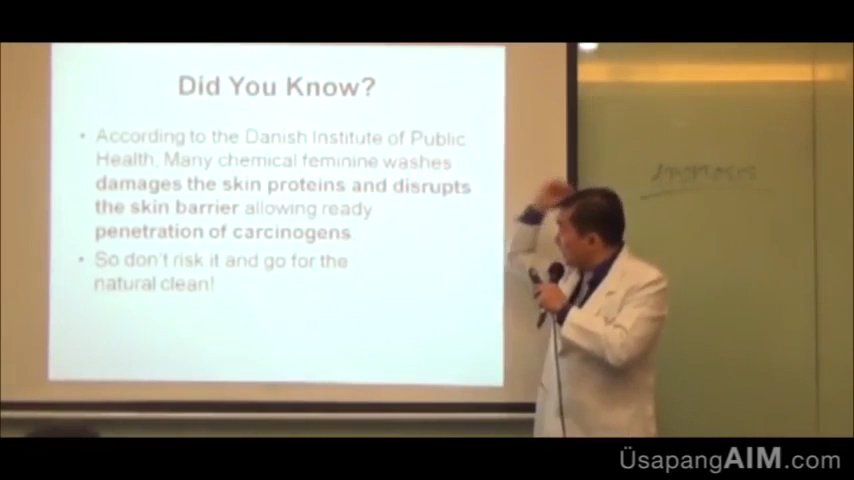 Did You Know?
• According to the Danish Institute of Public
Health, Many chemical feminine washes
damages the skin proteins and disrupts
the skin barrier allowing ready
penetration of carcinogens.
• So don't risk it and go for the
natural clean!
ÜsapangAIM.com